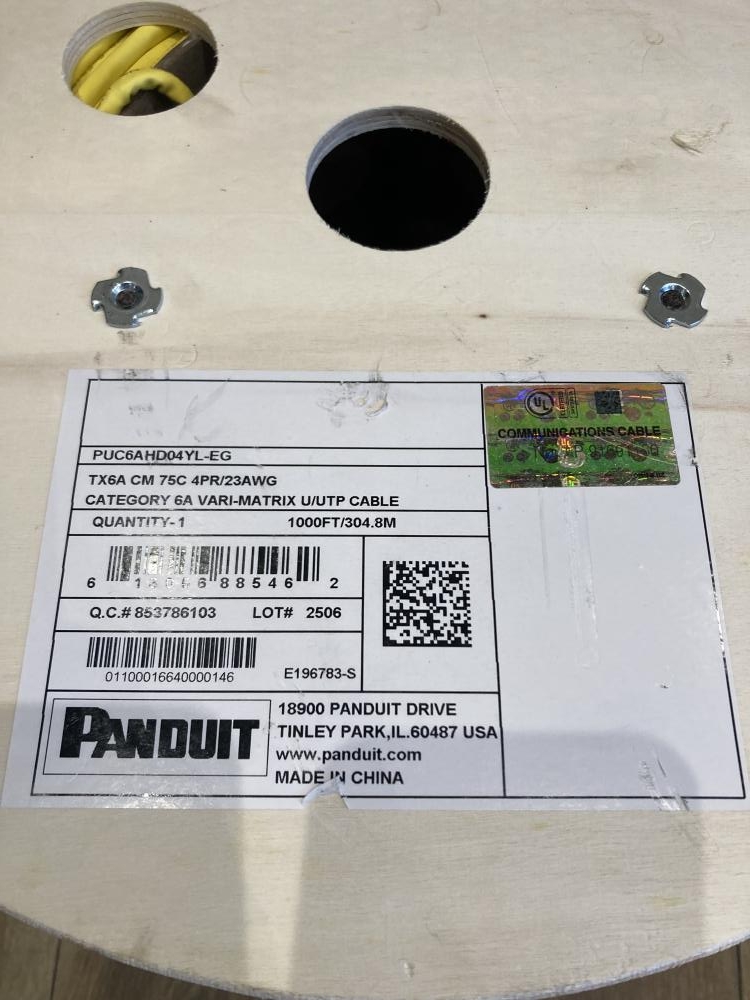 PUC6AHD04YL-EG
TX6A CM 75C 4PR/23AWG
CATEGORY 6A VARI-MATRIX U/UTP CABLE
QUANTITY- 1 1000FT/304.8M
UL
COMMUNICATIONS CABLE
Q.C.# 853786103 LOT# 2506
01100016640000146
E196783-S
PANDUIT
18900 PANDUIT DRIVE
TINLEY PARK,IL.60487 USA
www.panduit.com
MADE IN CHINA